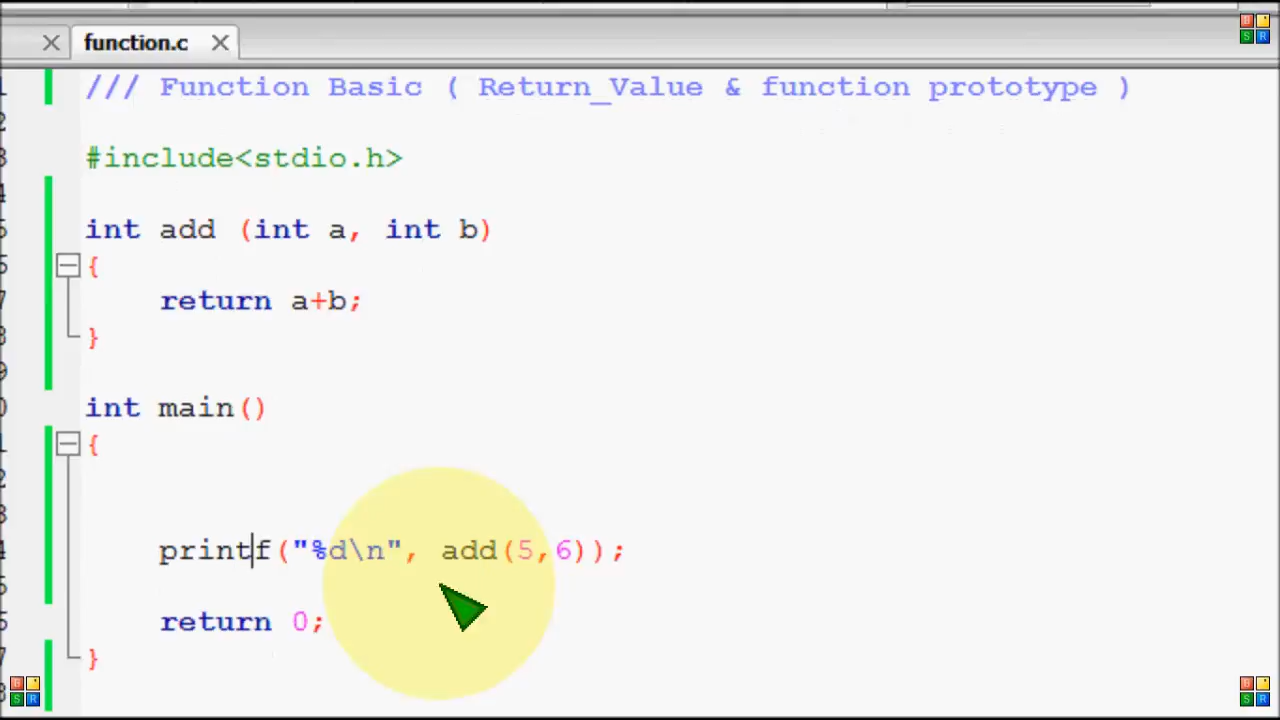 function.c
/// Function Basic ( Return_Value & function prototype )
#include<stdio.h>
int add (int a, int b)
{
return a+b;
}
int main()
{
printf("%d\n", add(5,6));
return 0;
}